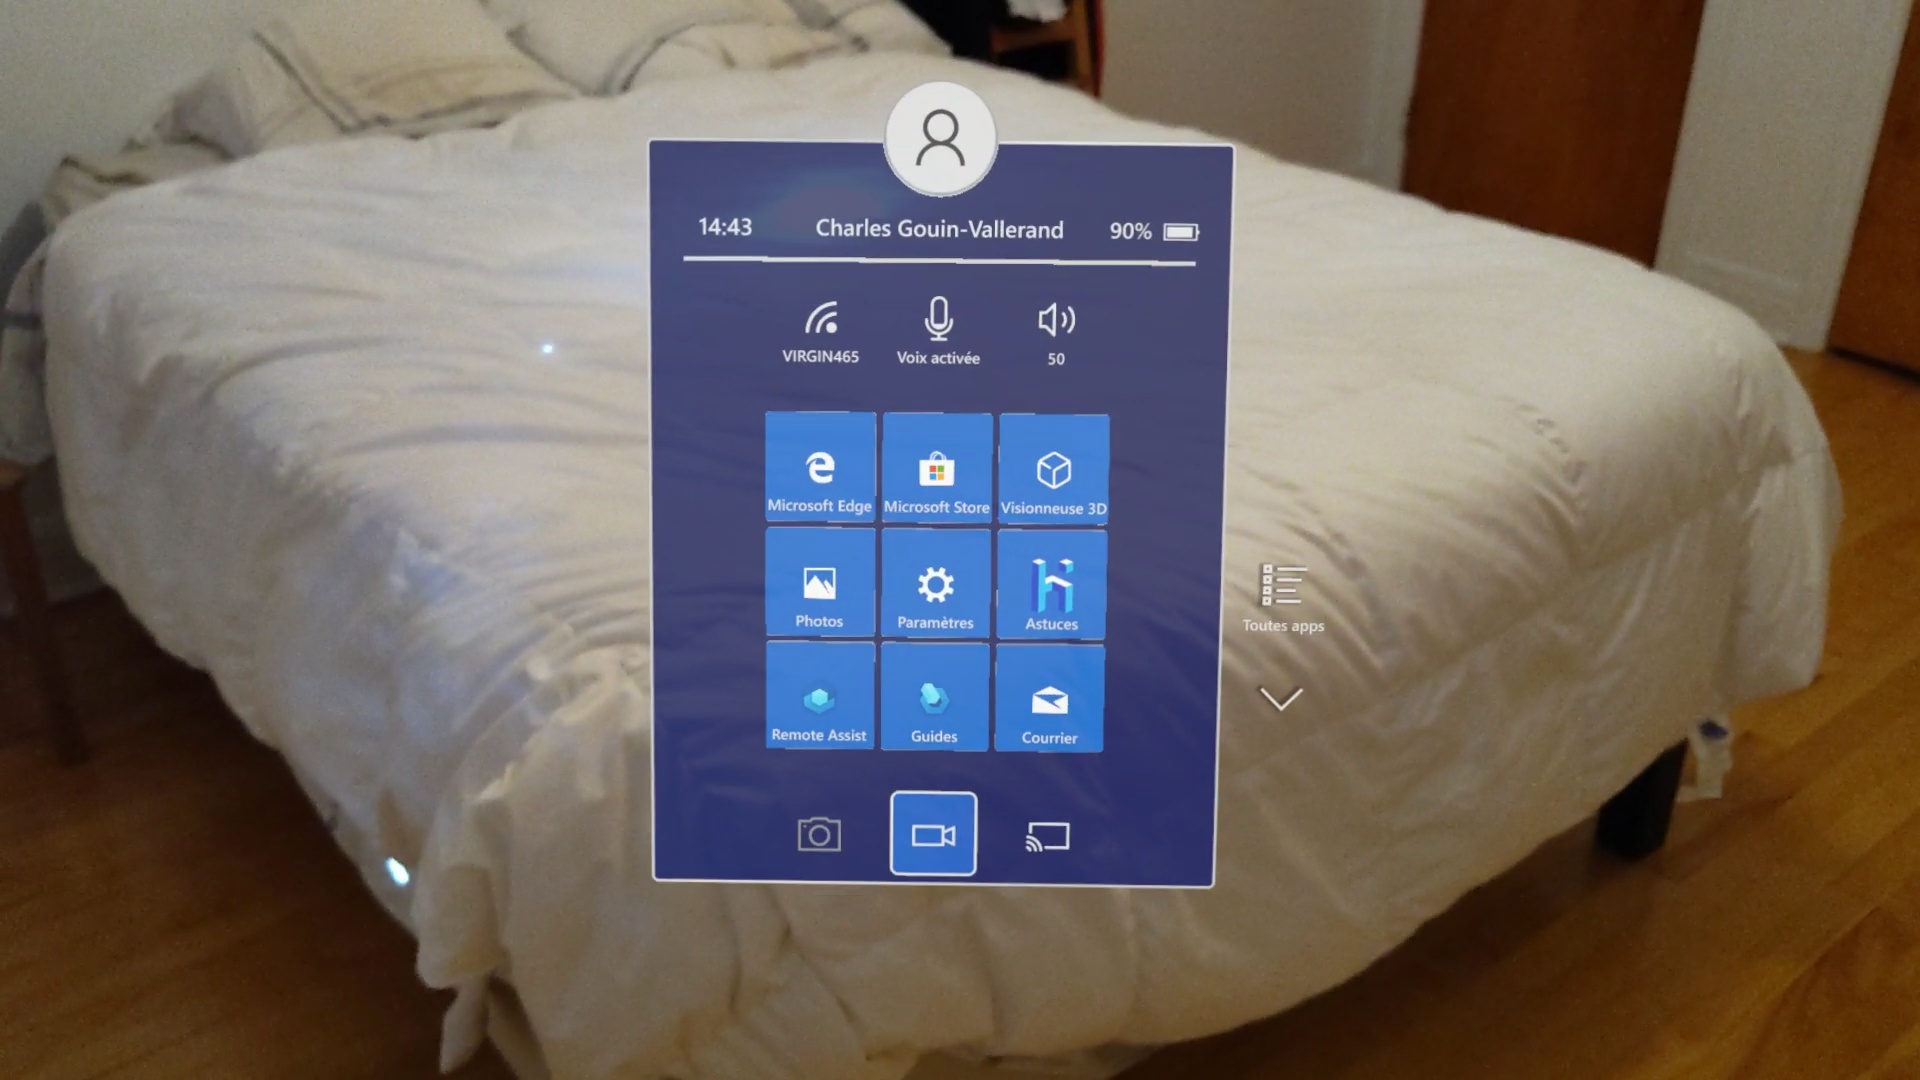 14:43 Charles Gouin-Vallerand 90%
VIRGIN465 Voix activée 50
Microsoft Edge Microsoft Store Visionneuse 3D
Photos Paramètres Astuces
Toutes apps
Remote Assist Guides Courrier